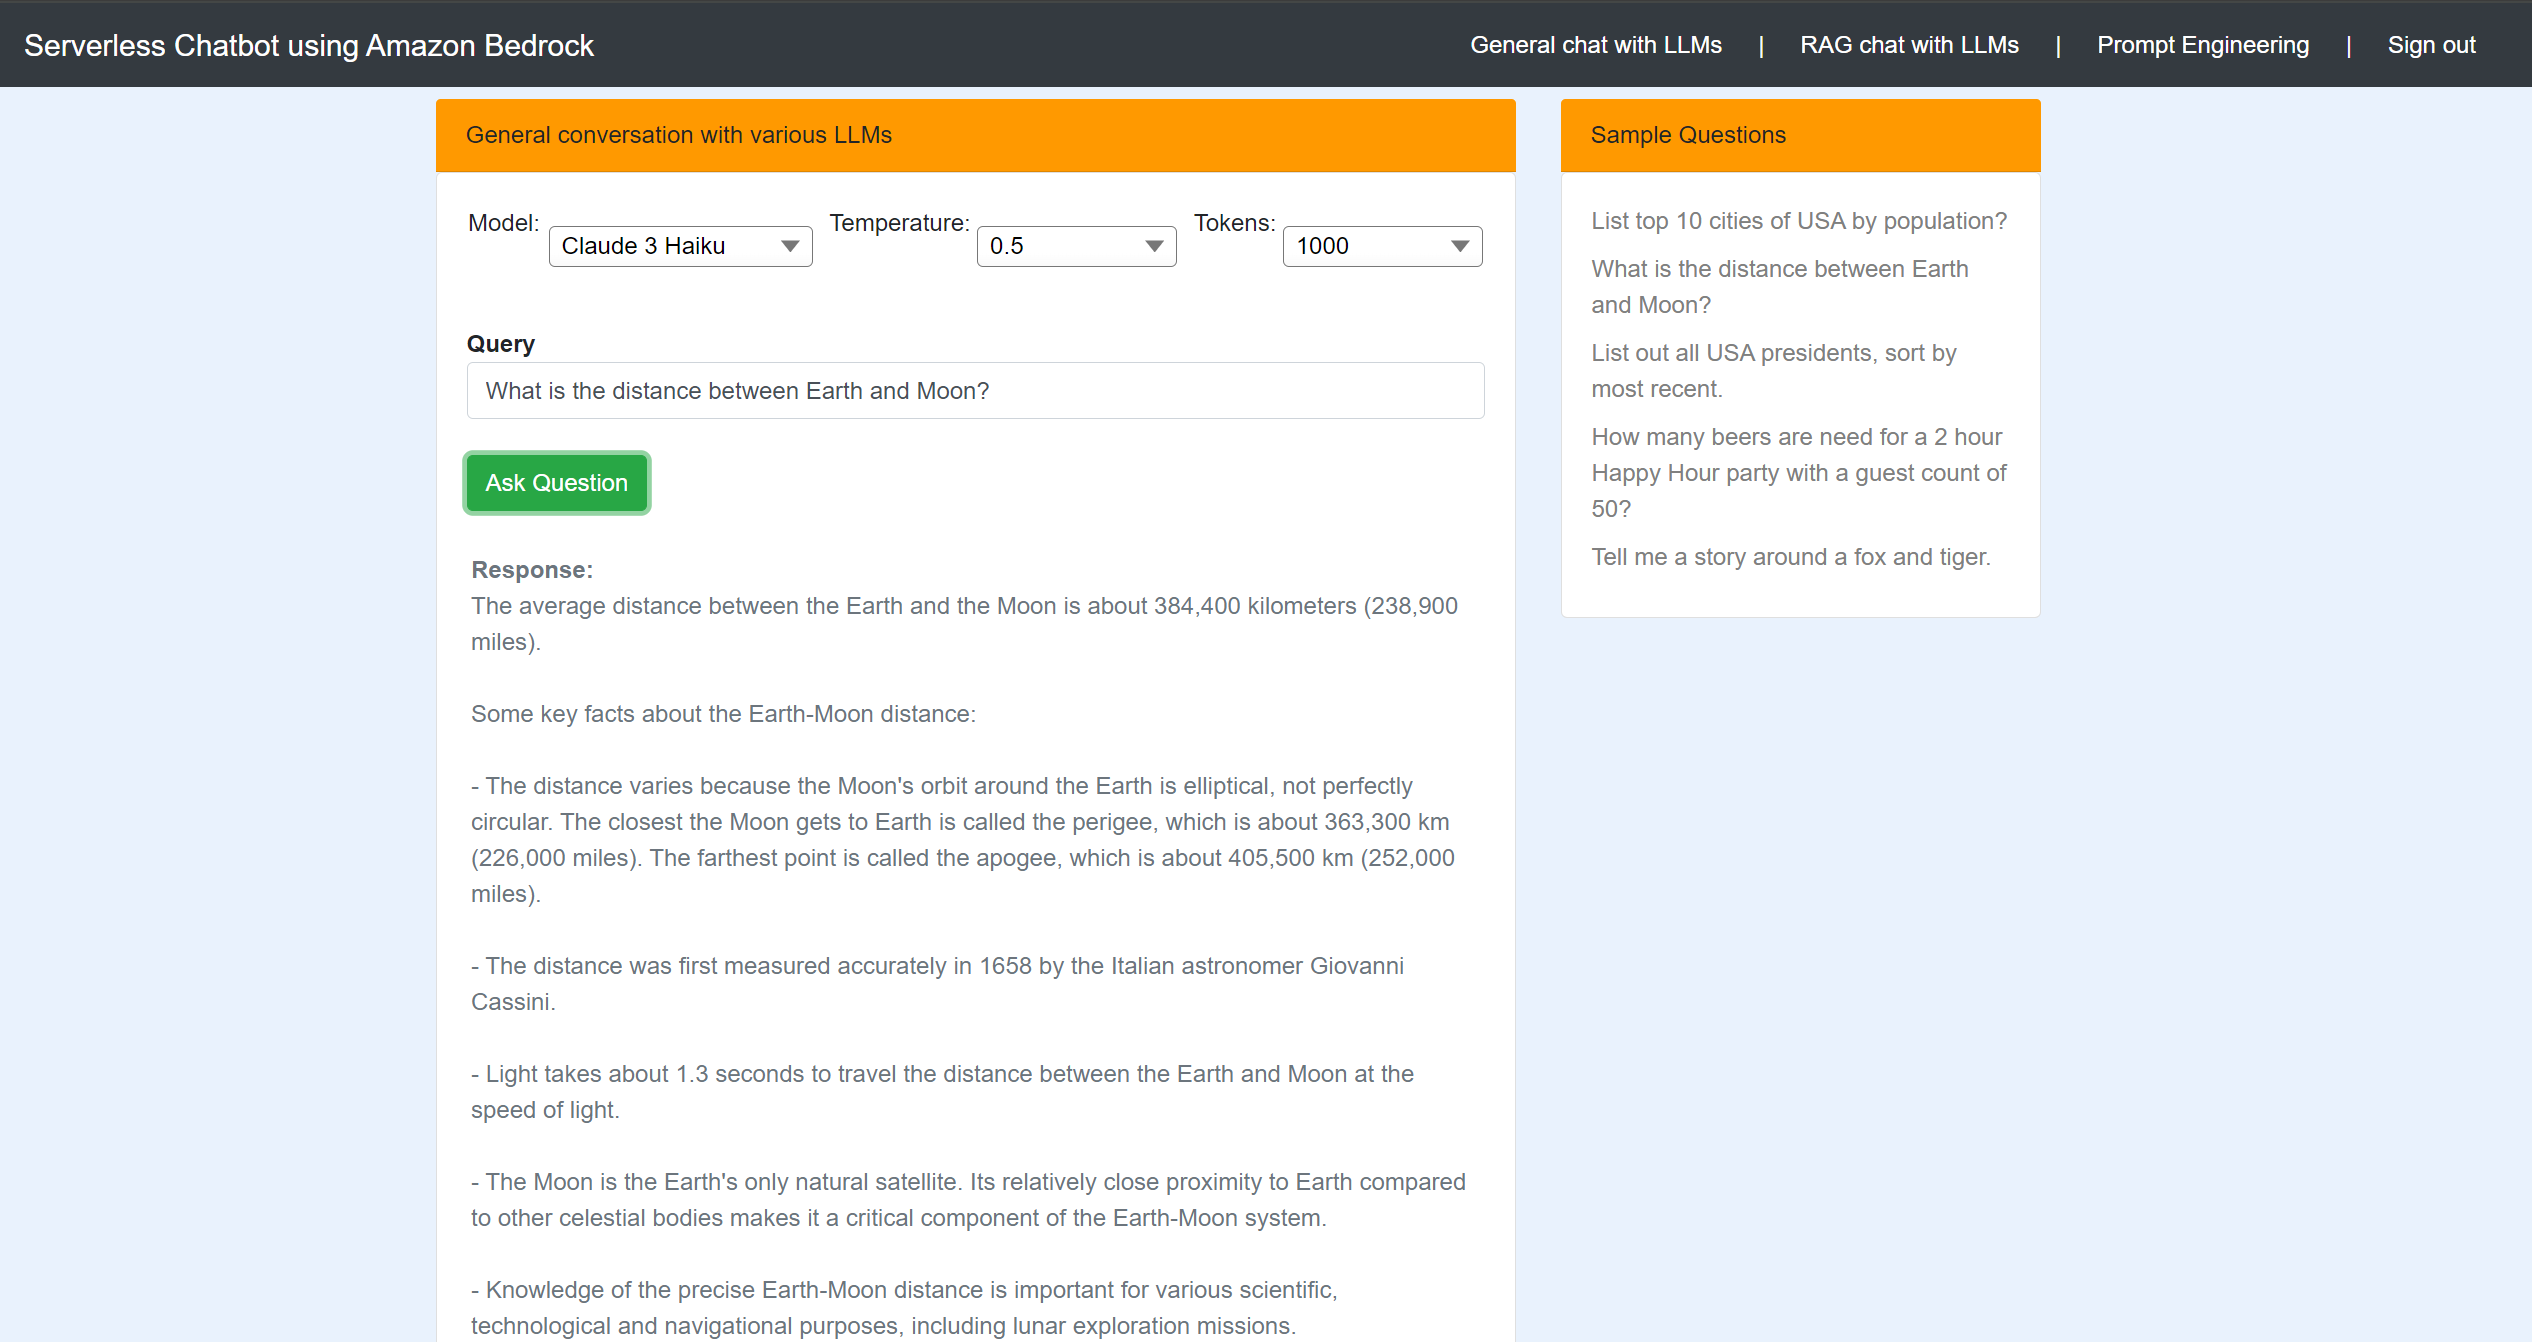 Serverless Chatbot using Amazon Bedrock
General chat with LLMs | RAG chat with LLMs | Prompt Engineering | Sign out
General conversation with various LLMs
Model: Claude 3 Haiku Temperature: 0.5 Tokens: 1000
Query
What is the distance between Earth and Moon?
Ask Question
Response:
The average distance between the Earth and the Moon is about 384,400 kilometers (238,900
miles).
Some key facts about the Earth-Moon distance:
- The distance varies because the Moon's orbit around the Earth is elliptical, not perfectly
circular. The closest the Moon gets to Earth is called the perigee, which is about 363,300 km
(226,000 miles). The farthest point is called the apogee, which is about 405,500 km (252,000
miles).
- The distance was first measured accurately in 1658 by the Italian astronomer Giovanni
Cassini.
- Light takes about 1.3 seconds to travel the distance between the Earth and Moon at the
speed of light.
- The Moon is the Earth's only natural satellite. Its relatively close proximity to Earth compared
to other celestial bodies makes it a critical component of the Earth-Moon system.
- Knowledge of the precise Earth-Moon distance is important for various scientific,
technological and navigational purposes, including lunar exploration missions.
Sample Questions
List top 10 cities of USA by population?
What is the distance between Earth
and Moon?
List out all USA presidents, sort by
most recent.
How many beers are need for a 2 hour
Happy Hour party with a guest count of
50?
Tell me a story around a fox and tiger.